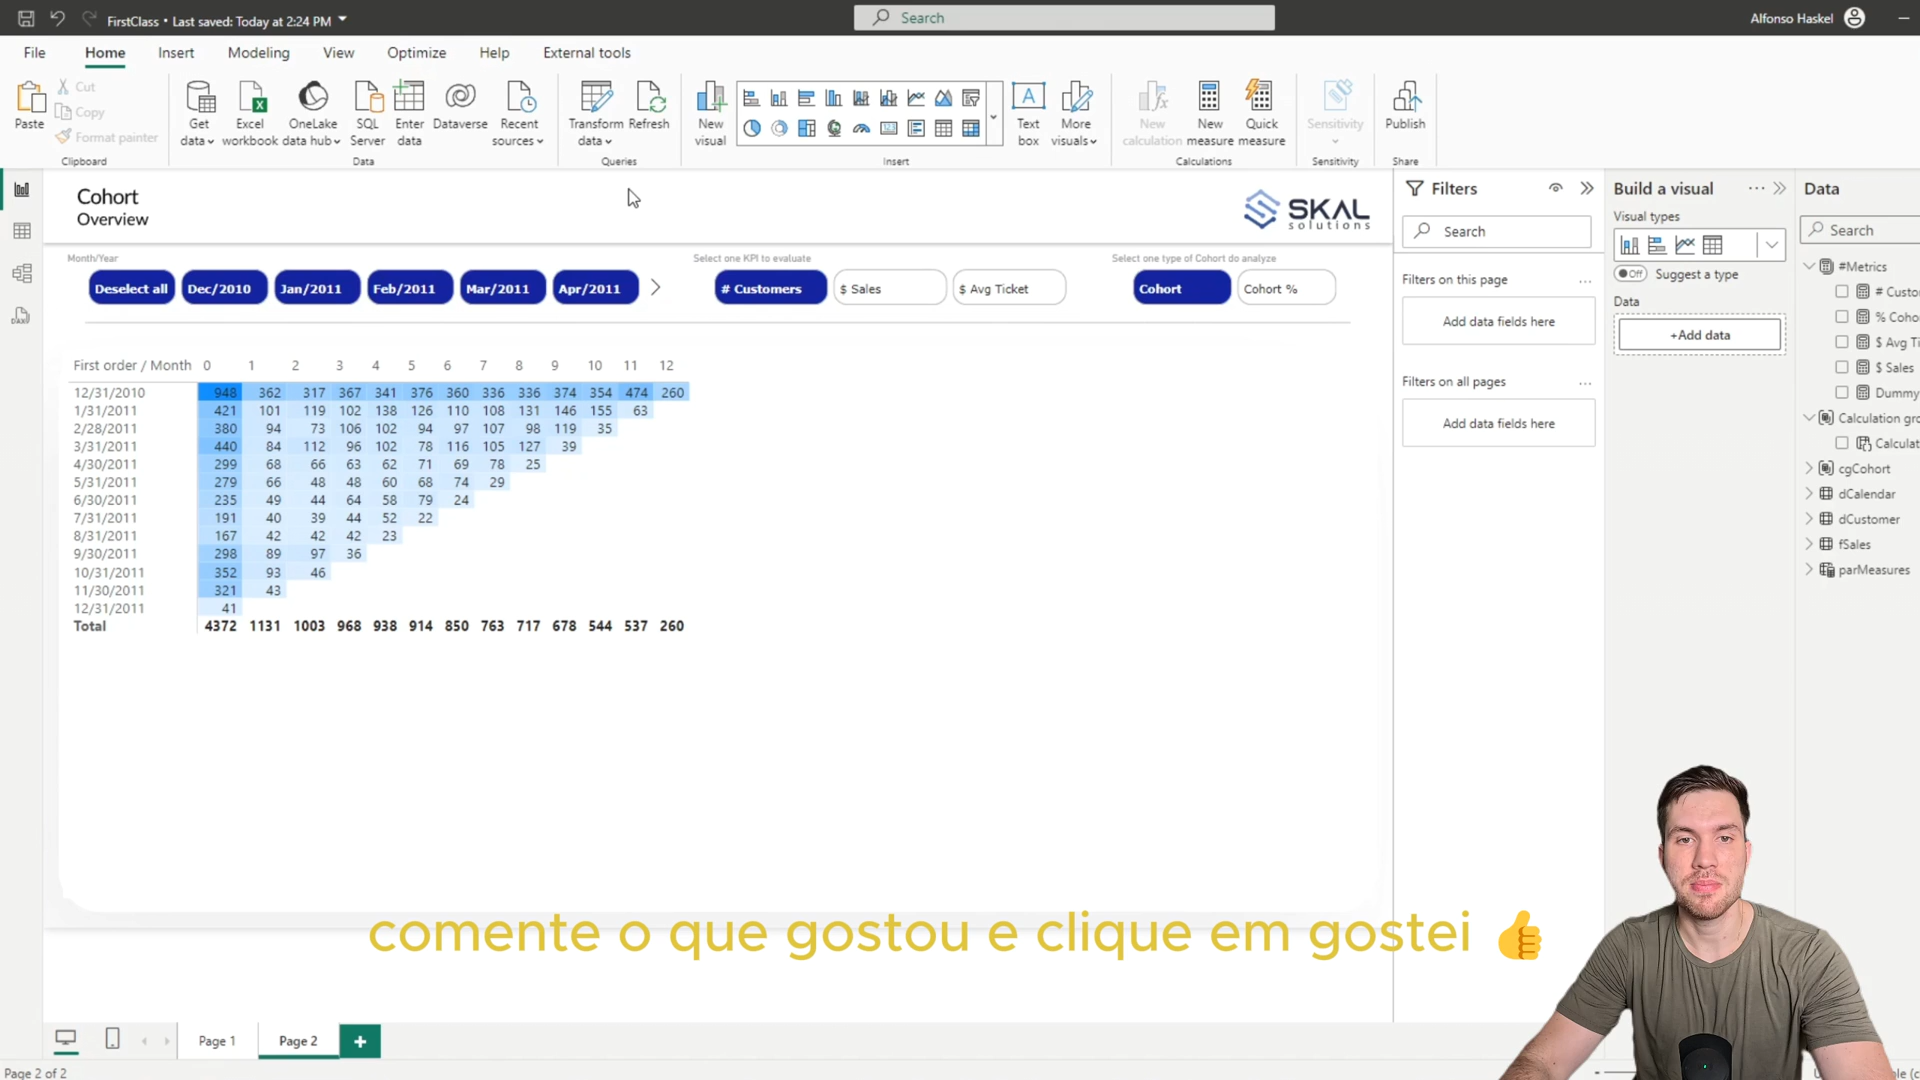 FirstClass • Last saved: Today at 2:24 PM
Search
Alfonso Haskel
File
Home
Insert
Modeling
View
Optimize
Help
External tools
Paste
Cut
Copy
Format painter
Clipboard
Get data
Excel workbook
OneLake data hub
SQL Server
Enter data
Dataverse
Recent sources
Data
Transform data
Refresh
Queries
New visual
Text box
More visuals
Insert
New calculation
New measure
Quick measure
Calculations
Sensitivity
Sensitivity
Publish
Share
Cohort
Overview
SKAL
solutions
Month/Year
Deselect all
Dec/2010
Jan/2011
Feb/2011
Mar/2011
Apr/2011
Select one KPI to evaluate
# Customers
$ Sales
$ Avg Ticket
Select one type of Cohort do analyze
Cohort
Cohort %
First order / Month 0 1 2 3 4 5 6 7 8 9 10 11 12
12/31/2010 948 362 317 367 341 376 360 336 336 374 354 474 260
1/31/2011 421 101 119 102 138 126 110 108 131 146 155 63
2/28/2011 380 94 73 106 102 94 97 107 98 119 35
3/31/2011 440 84 112 96 102 78 116 105 127 39
4/30/2011 299 68 66 63 62 71 69 78 25
5/31/2011 279 66 48 48 60 68 74 29
6/30/2011 235 49 44 64 58 79 24
7/31/2011 191 40 39 44 52 22
8/31/2011 167 42 42 42 23
9/30/2011 298 89 97 36
10/31/2011 352 93 46
11/30/2011 321 43
12/31/2011 41
Total 4372 1131 1003 968 938 914 850 763 717 678 544 537 260
Filters
Search
Filters on this page
Add data fields here
Filters on all pages
Add data fields here
Build a visual
Visual types
Off
Suggest a type
Data
+Add data
Data
Search
#Metrics
# Custo
% Coho
$ Avg Ti
$ Sales
Dummy
Calculation gro
Calculat
cgCohort
dCalendar
dCustomer
fSales
parMeasures
comente o que gostou e clique em gostei 👍
Page 1
Page 2
Page 2 of 2